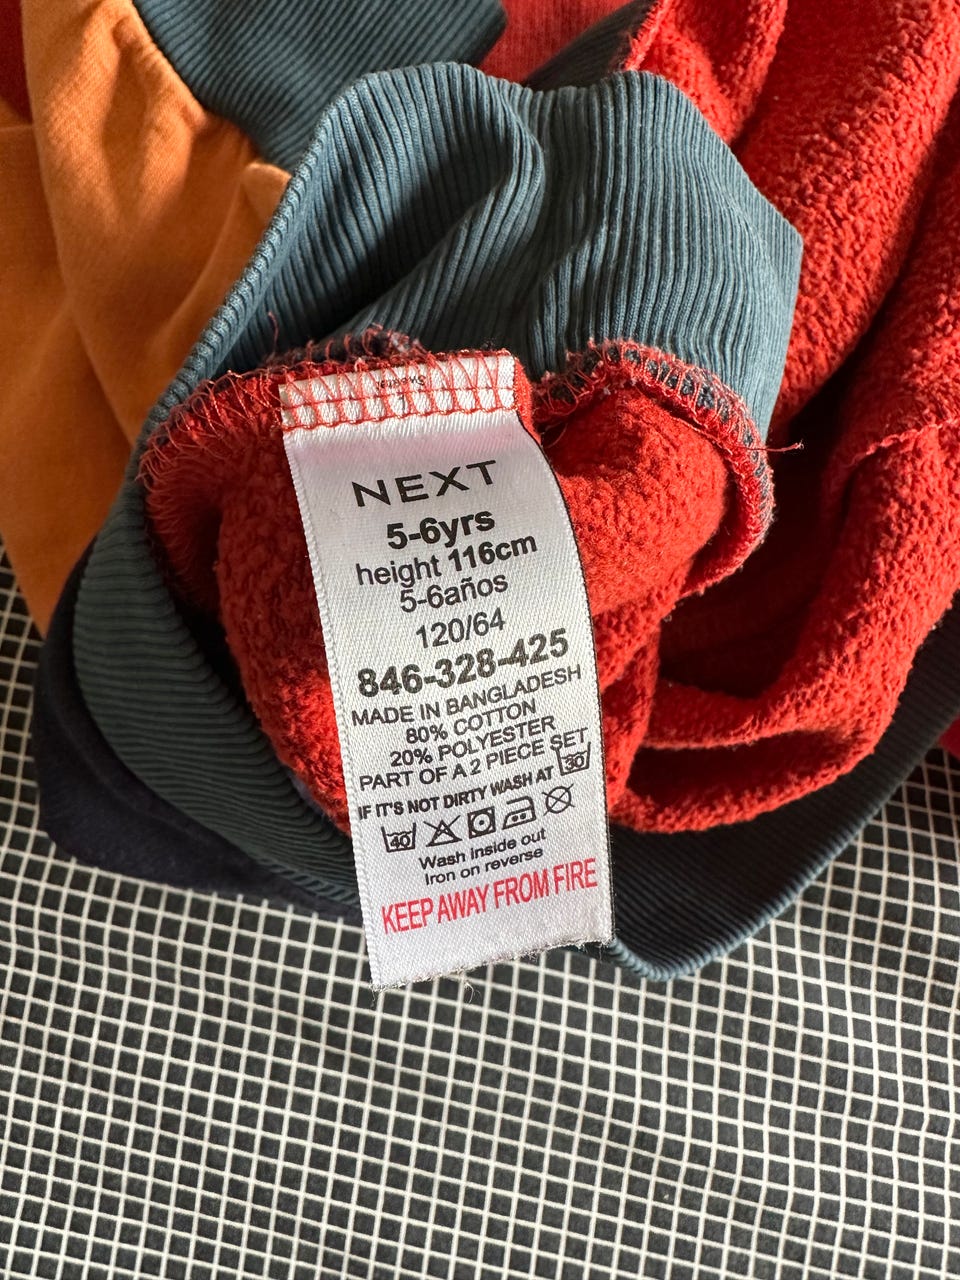 NEXT
5-6yrs
height 116cm
5-6años
120/64
846-328-425
MADE IN BANGLADESH
80% COTTON
20% POLYESTER
PART OF A 2 PIECE SET
IF IT'S NOT DIRTY WASH AT 30
40
Wash inside out
Iron on reverse
KEEP AWAY FROM FIRE